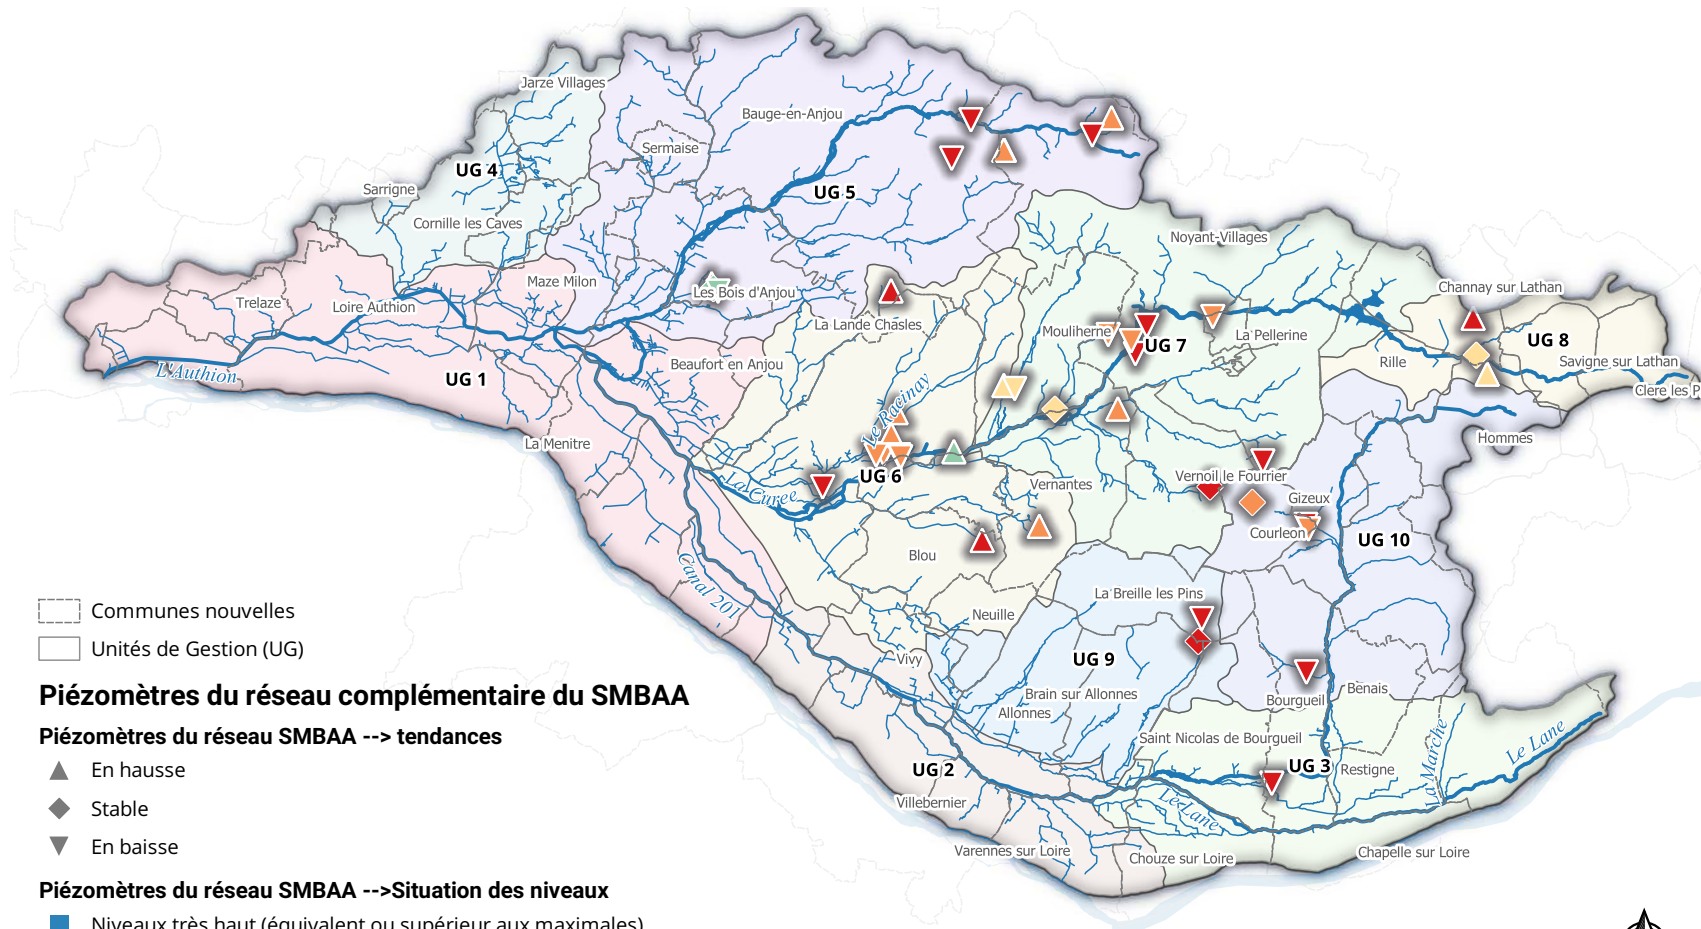 Jarze Villages
Bauge-en-Anjou
Sermaise
UG 4
Sarrigne
UG 5
Cornille les Caves
Noyant-Villages
Maze Milon
Les Bois d'Anjou
Channay sur Lathan
Trelaze
Loire Authion
La Lande Chasles
Mouliherne
La Pellerine
UG 7
UG 8
Rille
Savigne sur Lathan
Beaufort en Anjou
L'Authion
UG 1
Clere les P
Le Racinay
La Menitre
Hommes
UG 6
Vernoil le Fourrier
Vernantes
La Curee
Gizeux
Courleon
UG 10
Blou
Canal 201
La Breille les Pins
Communes nouvelles
Neuille
Unités de Gestion (UG)
Vivy
UG 9
Benais
Piézomètres du réseau complémentaire du SMBAA
Brain sur Allonnes
Bourgueil
Allonnes
Piézomètres du réseau SMBAA --> tendances
Saint Nicolas de Bourgueil
La Marche
Le Lane
En hausse
UG 2
UG 3
Restigne
Villebernier
Le Lane
Stable
En baisse
Varennes sur Loire
Chouze sur Loire
Chapelle sur Loire
Piézomètres du réseau SMBAA -->Situation des niveaux
Niveaux très haut (équivalent ou supérieur aux maximales)